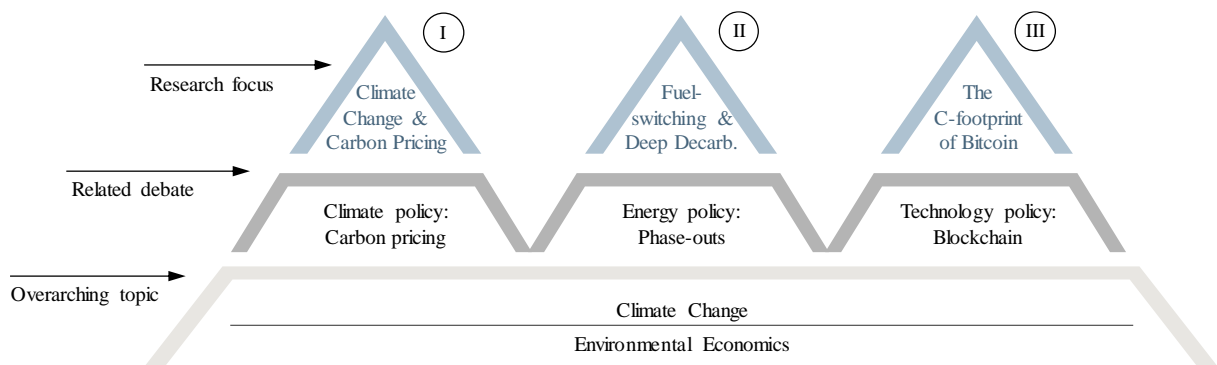 I
II
III
Research focus
Climate
Change &
Carbon Pricing
Fuel-
switching &
Deep Decarb.
The
C-footprint
of Bitcoin
Related debate
Climate policy:
Carbon pricing
Energy policy:
Phase-outs
Technology policy:
Blockchain
Overarching topic
Climate Change
Environmental Economics